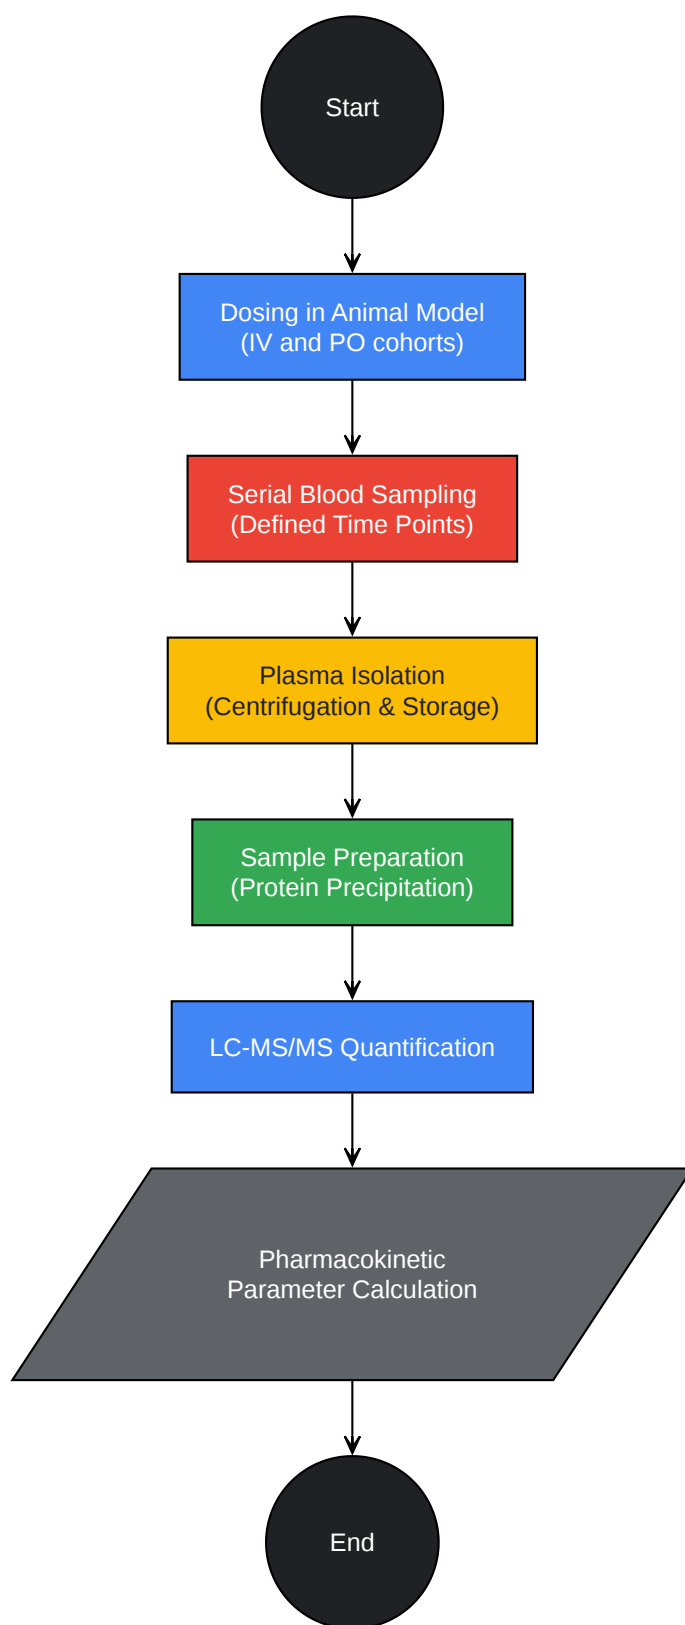 Start
Dosing in Animal Model
(IV and PO cohorts)
Serial Blood Sampling
(Defined Time Points)
Plasma Isolation
(Centrifugation & Storage)
Sample Preparation
(Protein Precipitation)
LC-MS/MS Quantification
Pharmacokinetic
Parameter Calculation
End